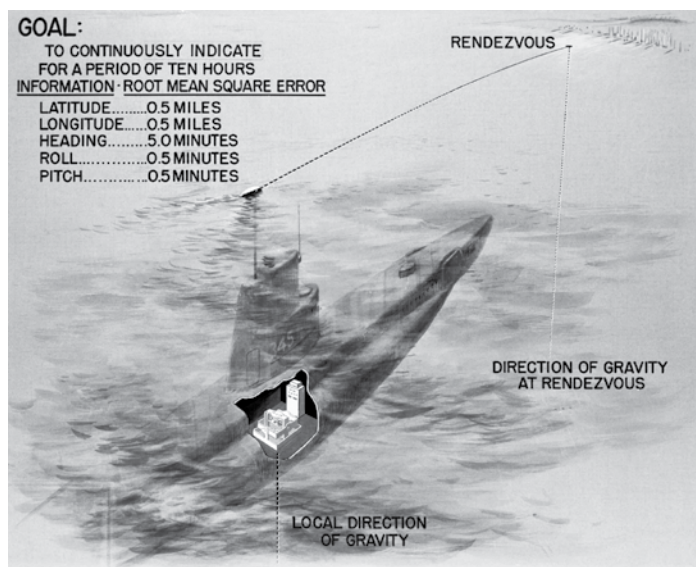 GOAL:
TO CONTINUOUSLY INDICATE
FOR A PERIOD OF TEN HOURS
INFORMATION - ROOT MEAN SQUARE ERROR
LATITUDE.........0.5 MILES
LONGITUDE.....0.5 MILES
HEADING........5.0 MINUTES
ROLL..............0.5 MINUTES
PITCH.............0.5 MINUTES
RENDEZVOUS
DIRECTION OF GRAVITY
AT RENDEZVOUS
LOCAL DIRECTION
OF GRAVITY